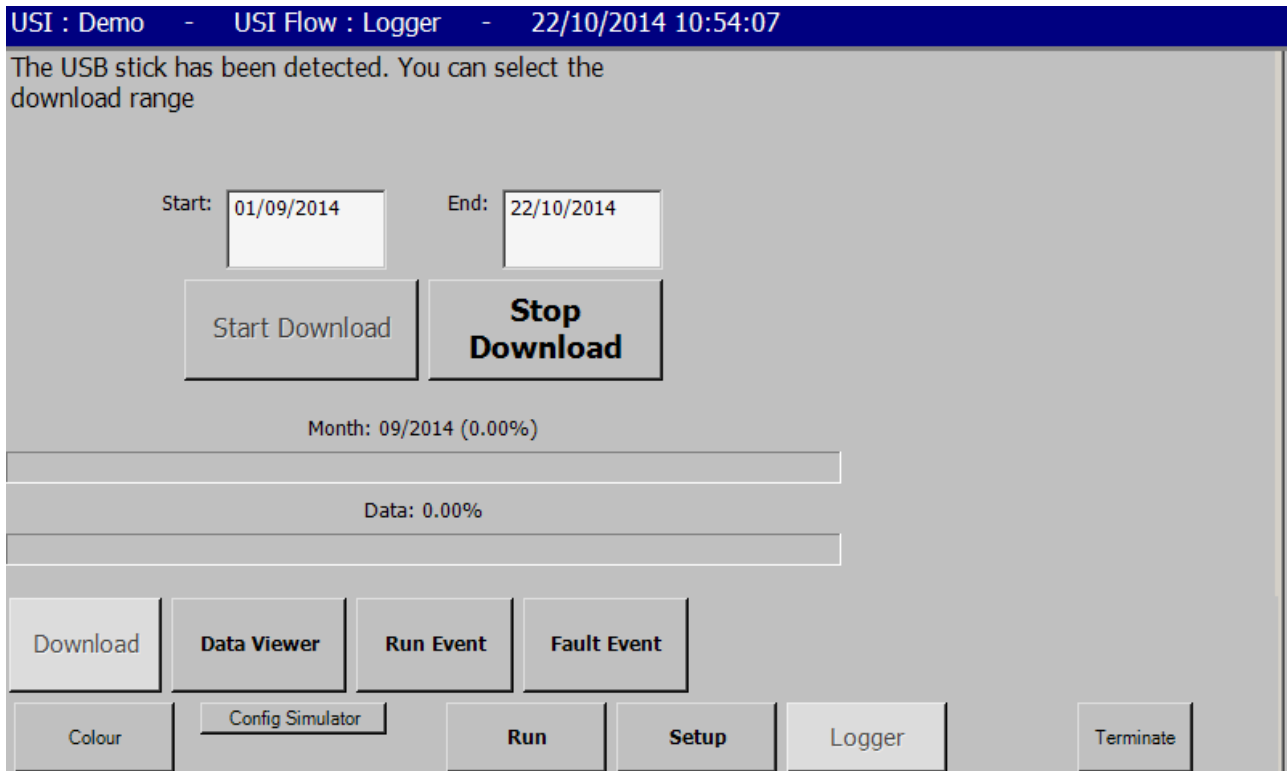 USI : Demo - USI Flow : Logger - 22/10/2014 10:54:07
The USB stick has been detected. You can select the
download range
Start: 01/09/2014 End: 22/10/2014
Start Download
Stop
Download
Month: 09/2014 (0.00%)
Data: 0.00%
Download Data Viewer Run Event Fault Event
Colour Config Simulator Run Setup Logger Terminate